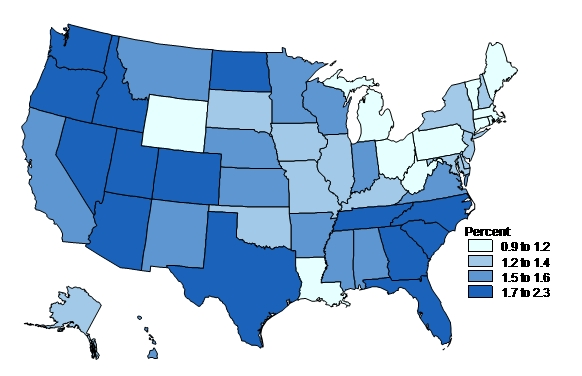 Percent
0.9 to 1.2
1.2 to 1.4
1.5 to 1.6
1.7 to 2.3